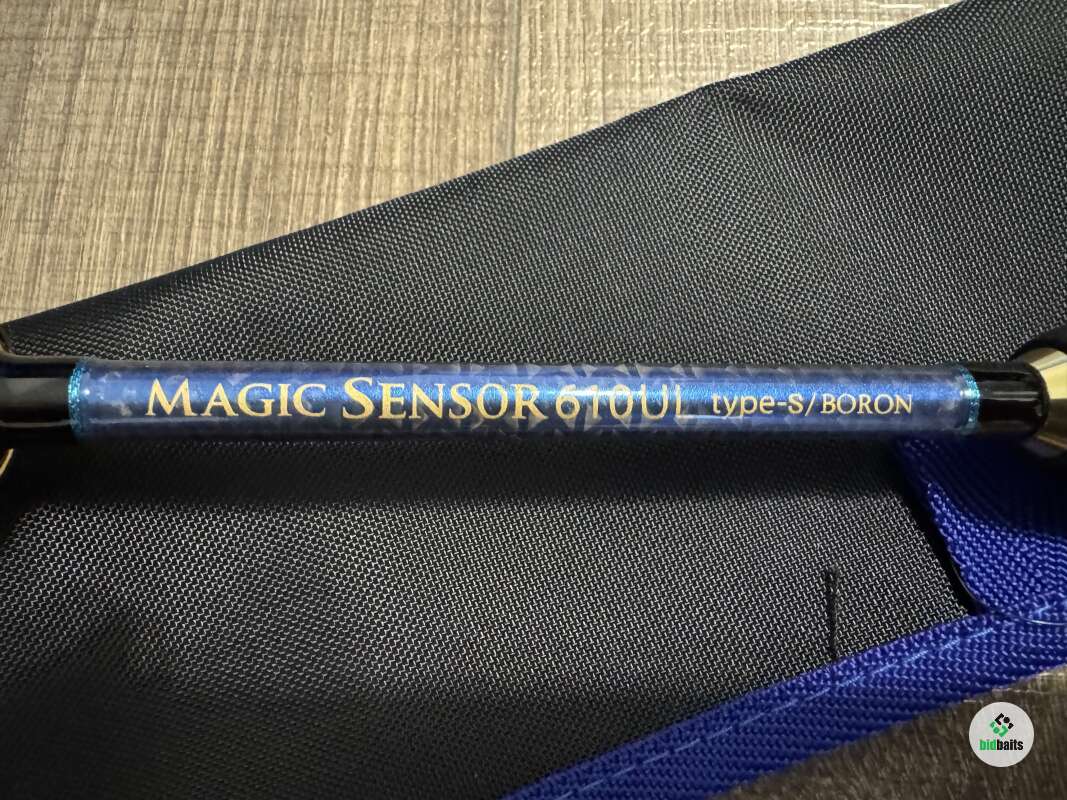 MAGIC SENSOR 610UL type-s/BORON
bidbaits